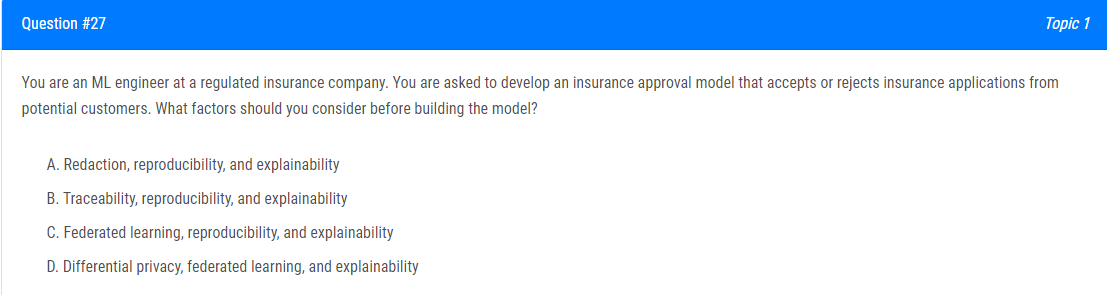 Question #27
Topic 1
You are an ML engineer at a regulated insurance company. You are asked to develop an insurance approval model that accepts or rejects insurance applications from
potential customers. What factors should you consider before building the model?
A. Redaction, reproducibility, and explainability
B. Traceability, reproducibility, and explainability
C. Federated learning, reproducibility, and explainability
D. Differential privacy, federated learning, and explainability